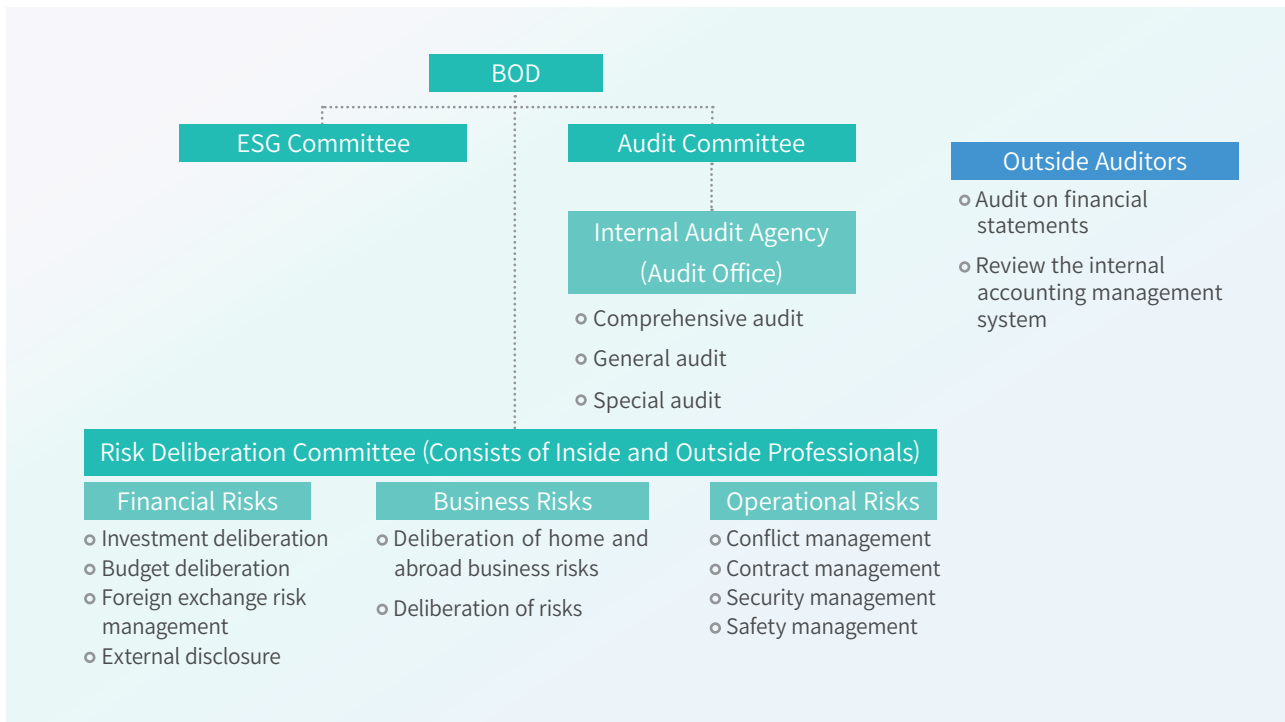 BOD
ESG Committee
Audit Committee
Outside Auditors
Audit on financial
statements
Review the internal
accounting management
system
Internal Audit Agency
(Audit Office)
Comprehensive audit
General audit
Special audit
Risk Deliberation Committee (Consists of Inside and Outside Professionals)
Financial Risks
Investment deliberation
Budget deliberation
Foreign exchange risk
management
External disclosure
Business Risks
Deliberation of home and
abroad business risks
Deliberation of risks
Operational Risks
Conflict management
Contract management
Security management
Safety management